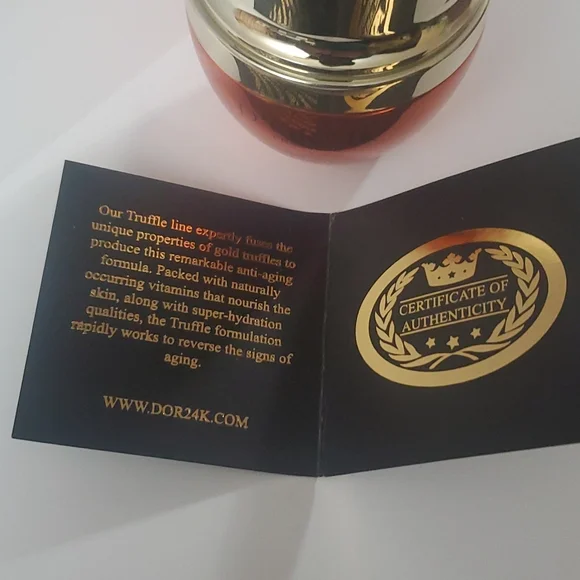 Our Truffle line expertly fuses the
unique properties of gold truffles to
produce this remarkable anti-aging
formula. Packed with naturally
occurring vitamins that nourish the
skin, along with super-hydration
qualities, the Truffle formulation
rapidly works to reverse the signs of
aging.
WWW.DOR24K.COM
CERTIFICATE OF
AUTHENTICITY